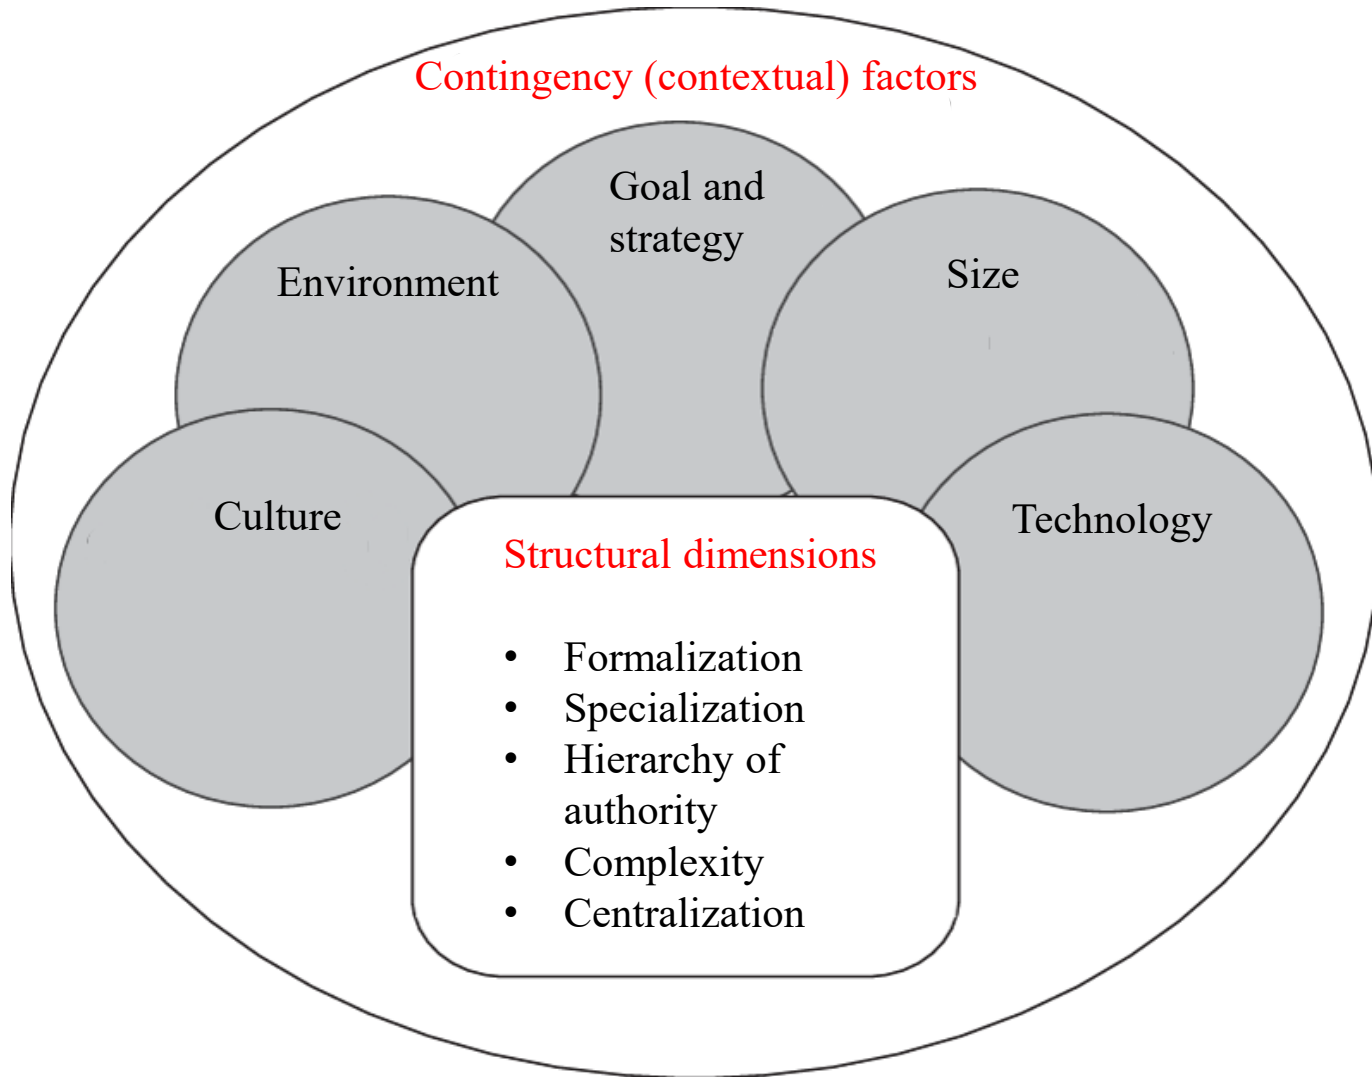 Contingency (contextual) factors
Goal and
strategy
Environment
Size
Culture
Technology
Structural dimensions
• Formalization
• Specialization
• Hierarchy of
authority
• Complexity
• Centralization